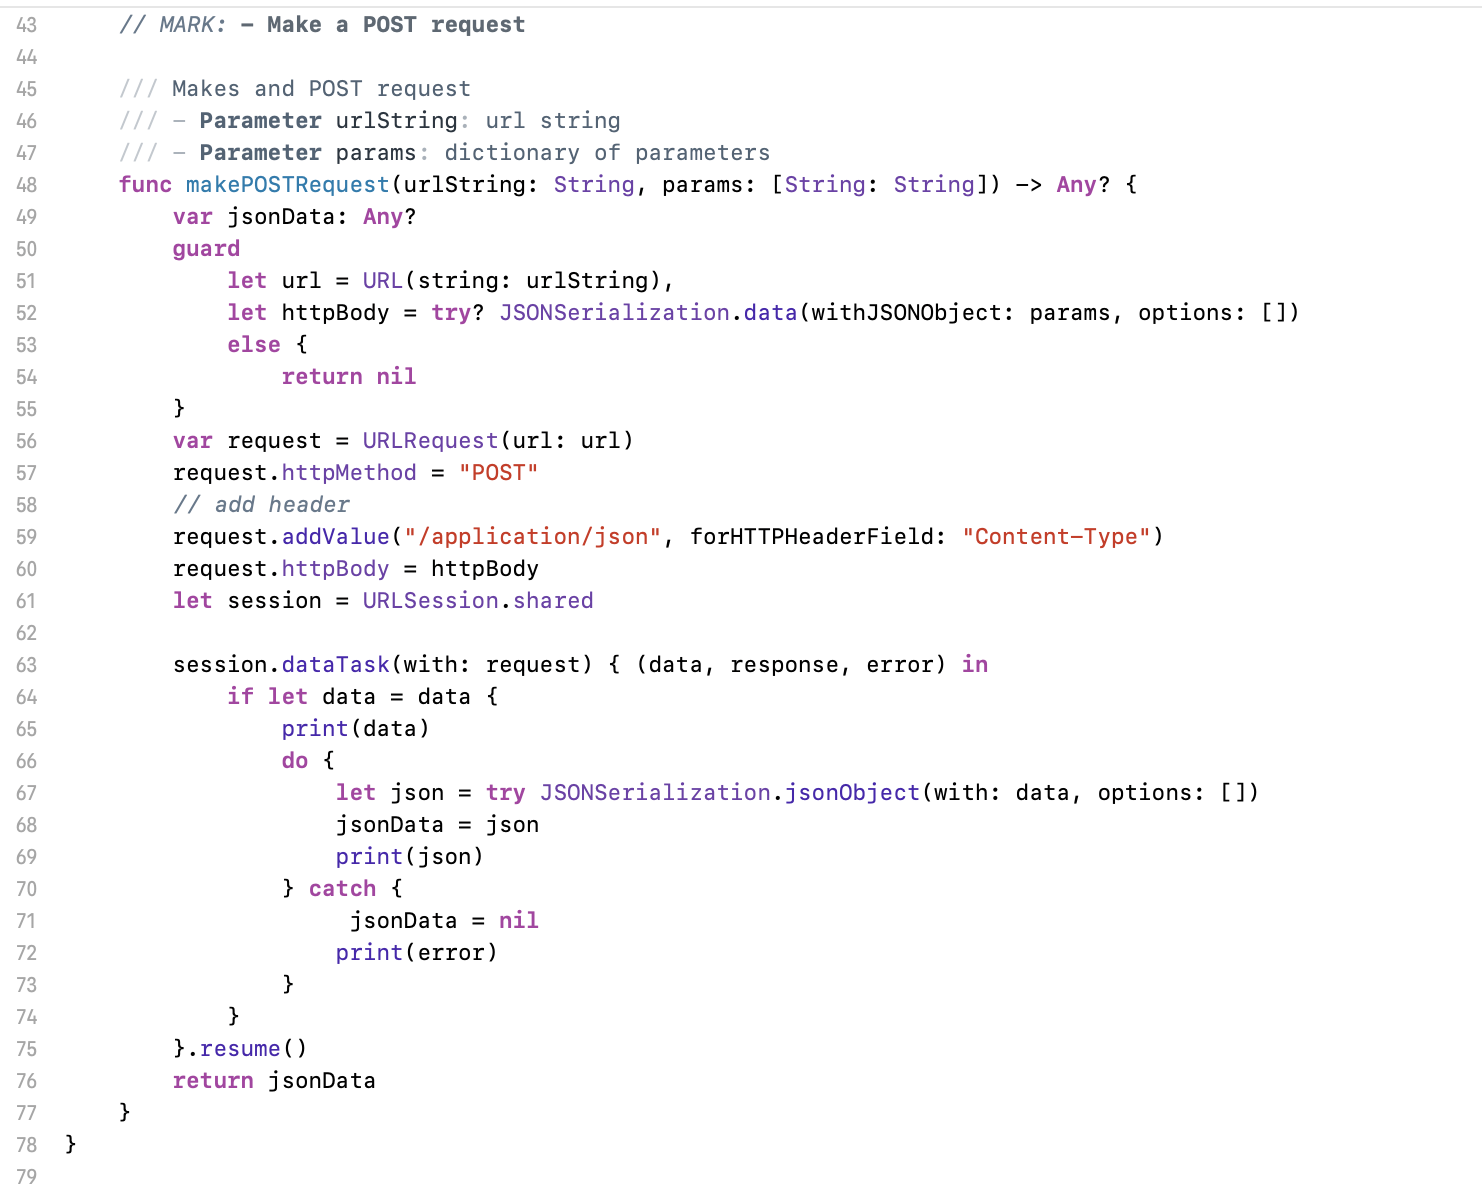 43 // MARK: - Make a POST request
44
45 /// Makes and POST request
46 /// - Parameter urlString: url string
47 /// - Parameter params: dictionary of parameters
48 func makePOSTRequest(urlString: String, params: [String: String]) -> Any? {
49 var jsonData: Any?
50 guard
51 let url = URL(string: urlString),
52 let httpBody = try? JSONSerialization.data(withJSONObject: params, options: [])
53 else {
54 return nil
55 }
56 var request = URLRequest(url: url)
57 request.httpMethod = "POST"
58 // add header
59 request.addValue("/application/json", forHTTPHeaderField: "Content-Type")
60 request.httpBody = httpBody
61 let session = URLSession.shared
62
63 session.dataTask(with: request) { (data, response, error) in
64 if let data = data {
65 print(data)
66 do {
67 let json = try JSONSerialization.jsonObject(with: data, options: [])
68 jsonData = json
69 print(json)
70 } catch {
71 jsonData = nil
72 print(error)
73 }
74 }
75 }.resume()
76 return jsonData
77 }
78 }
79